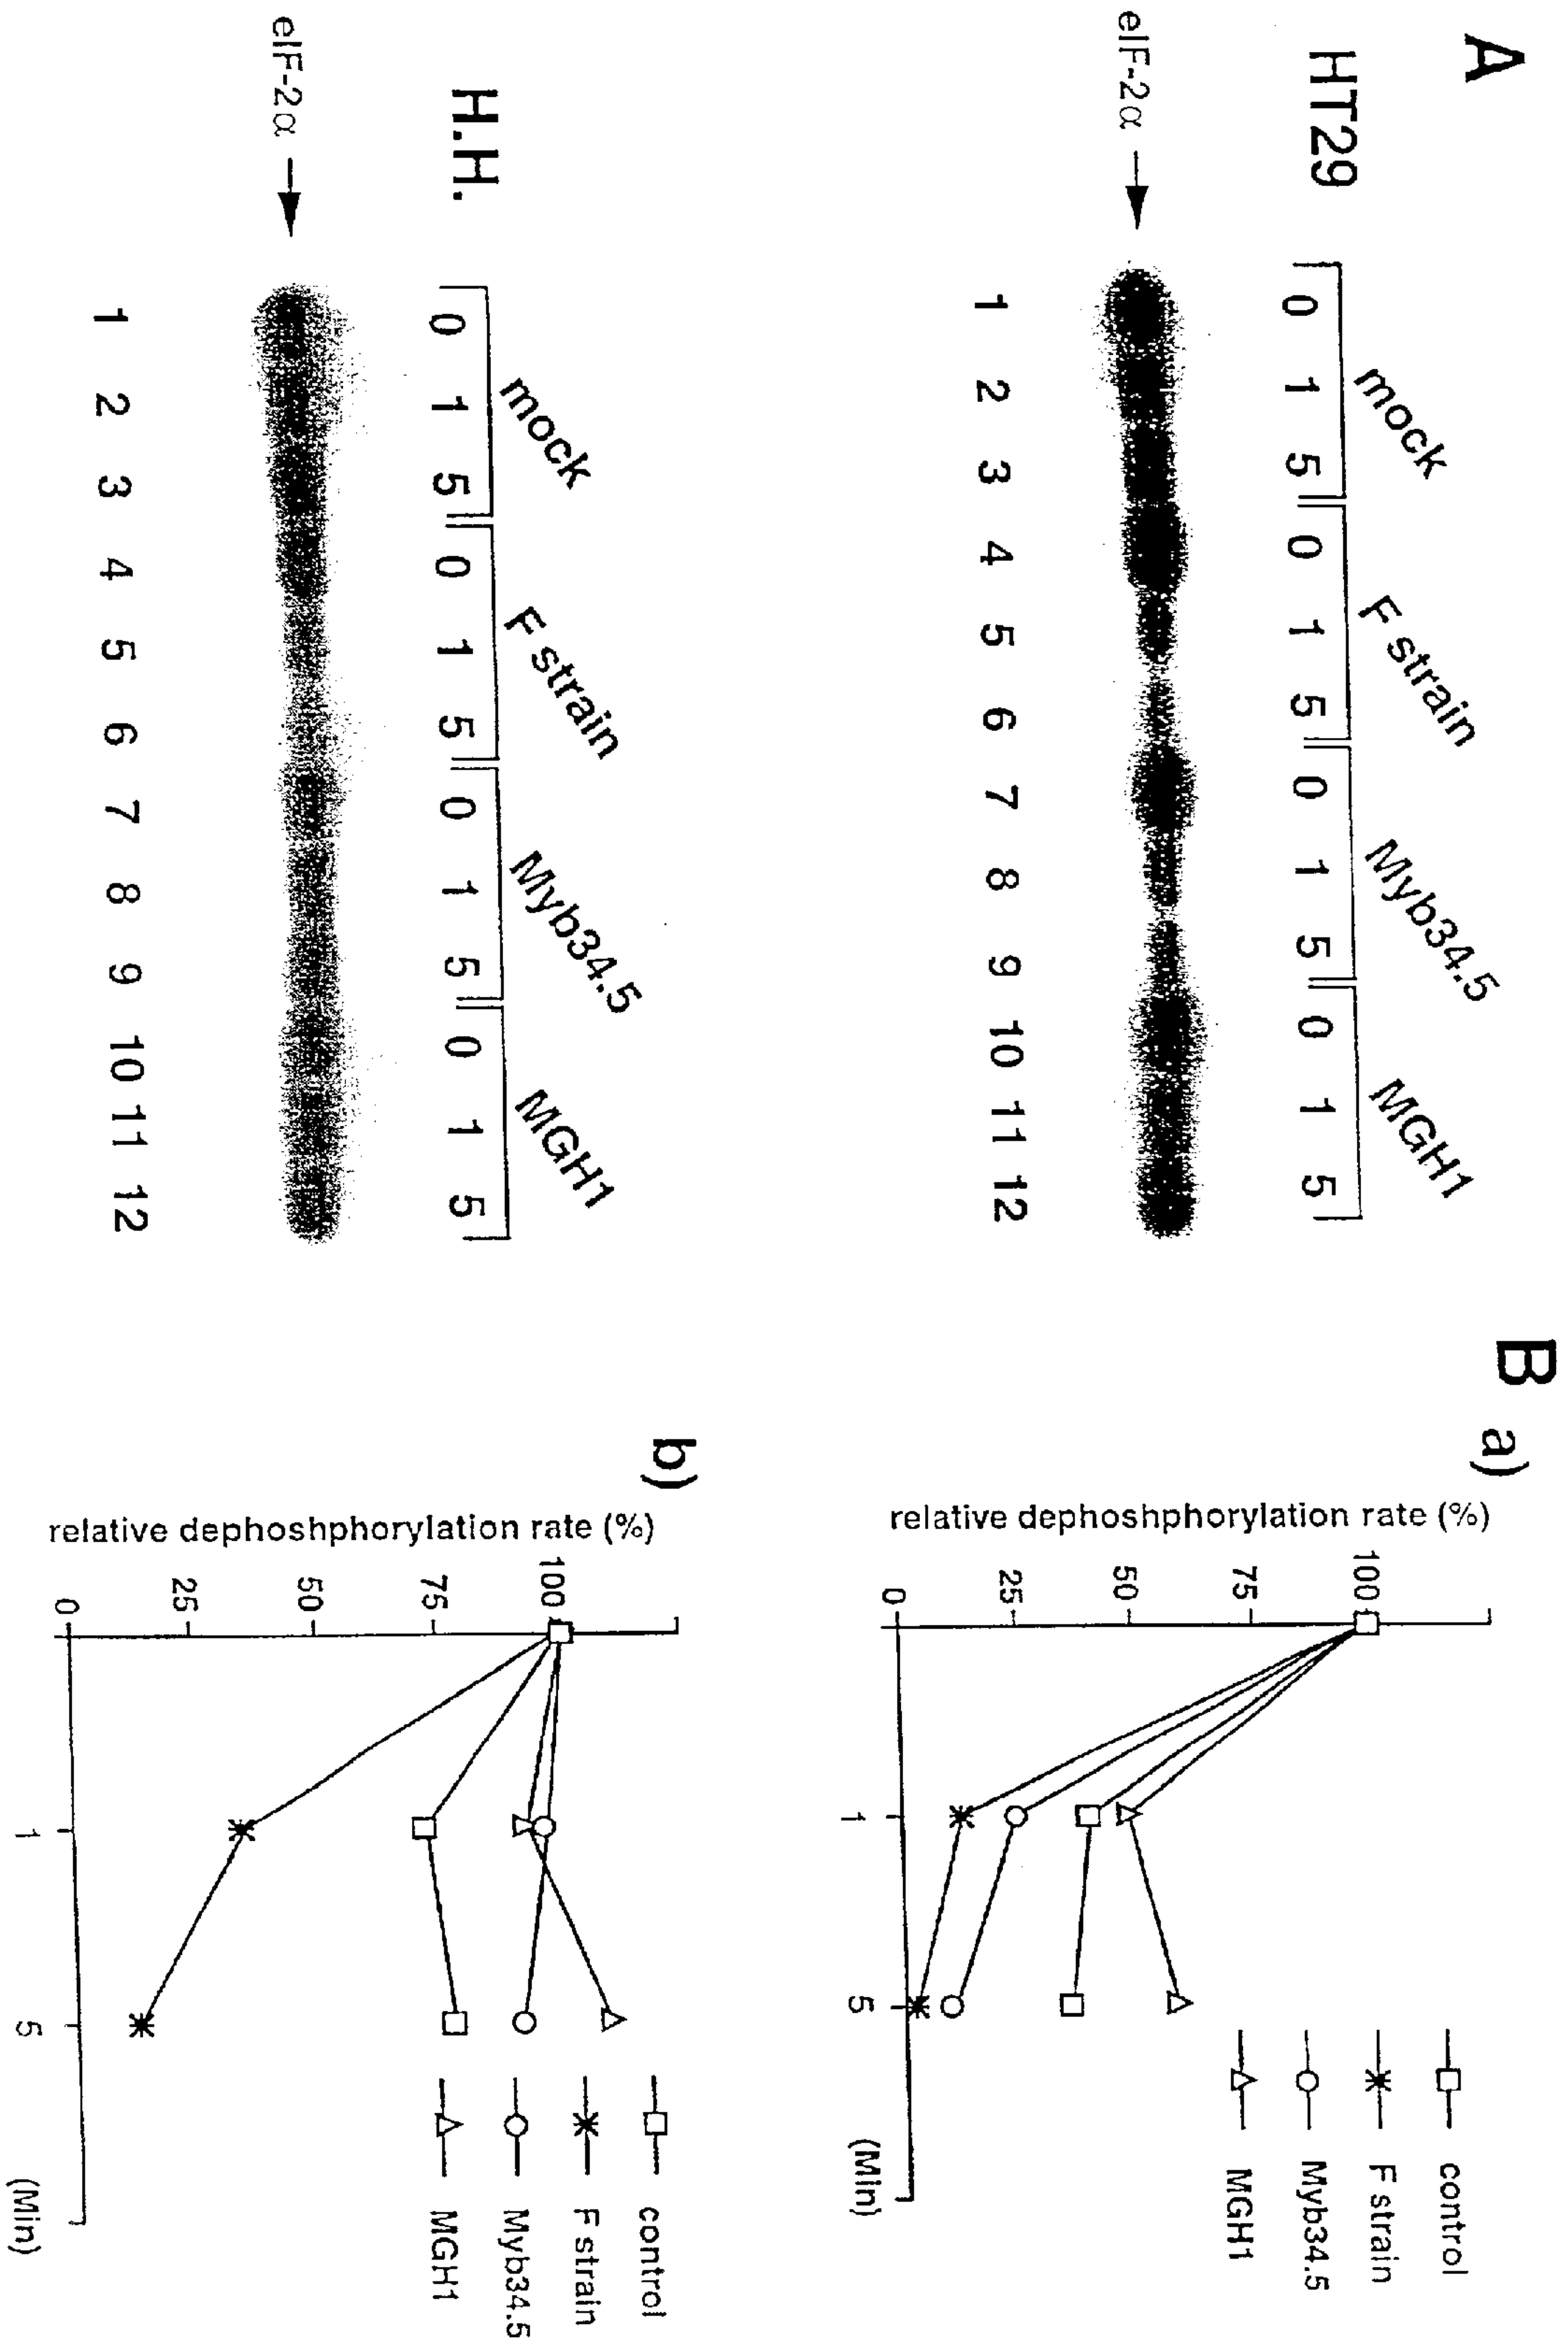 A
HT29
mock F strain Myb34.5 MGH1
0 1 5 0 1 5 0 1 5 0 1 5
eIF-2α
1 2 3 4 5 6 7 8 9 10 11 12
H.H.
mock F strain Myb34.5 MGH1
0 1 5 0 1 5 0 1 5 0 1 5
eIF-2α
1 2 3 4 5 6 7 8 9 10 11 12
B
a)
relative dephoshphorylation rate (%)
100
75
50
25
0
1 5 (Min)
control
F strain
Myb34.5
MGH1
b)
relative dephoshphorylation rate (%)
100
75
50
25
0
1 5 (Min)
control
F strain
Myb34.5
MGH1